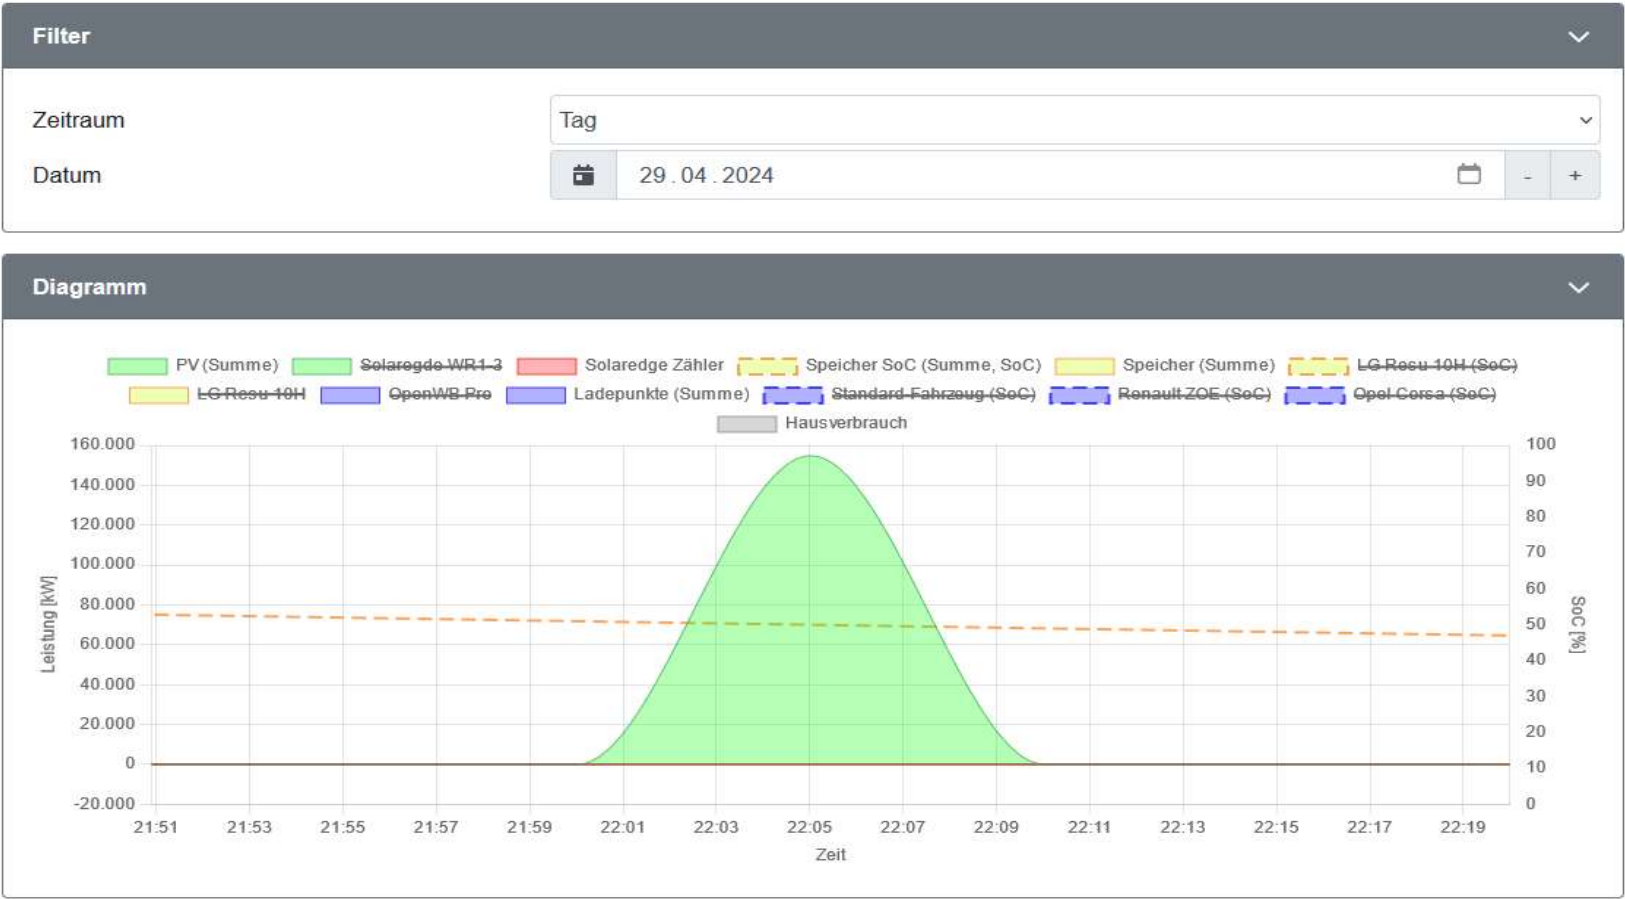 Filter
Zeitraum Tag
Datum 29.04.2024 - +
Diagramm
PV (Summe) Solaregde WR1-3 Solaredge Zähler Speicher SoC (Summe, SoC) Speicher (Summe) LG Resu 10H (SoC)
LG Resu 10H OpenWB Pro Ladepunkte (Summe) Standard-Fahrzeug (SoC) Renault ZOE (SoC) Opel Corsa (SoC)
Hausverbrauch
160.000 100
140.000 90
120.000 80
100.000 70
80.000 60
60.000 50
40.000 40
20.000 30
0 20
-20.000 10
0
Leistung [kW]
SoC [%]
21:51 21:53 21:55 21:57 21:59 22:01 22:03 22:05 22:07 22:09 22:11 22:13 22:15 22:17 22:19
Zeit